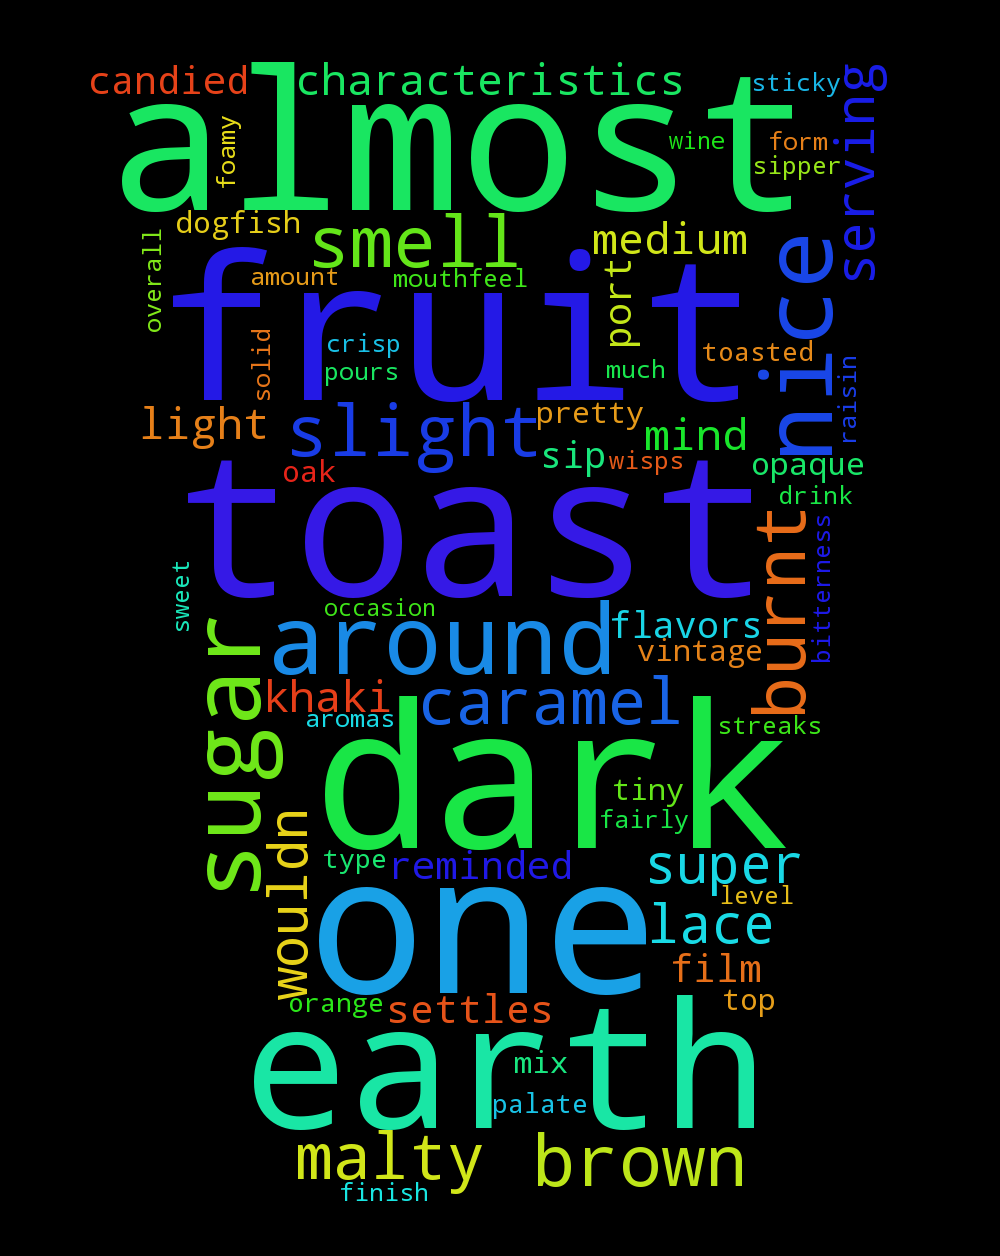 candied
characteristics
sticky
almost
serving
foamy
wine
form
sipper
dogfish
smell
medium
nice
overall
amount
mouthfeel
port
fruit
solid
crisp
pours
much
toasted
raisin
light
slight
pretty
mind
sip
wisps
opaque
oak
drink
toast
burnt
bitterness
sweet
occasion
around
flavors
vintage
sugar
khaki
caramel
aromas
streaks
dark
tiny
fairly
wouldn
type
reminded
super
level
one
lace
film
orange
settles
top
earth
mix
palate
malty
brown
finish